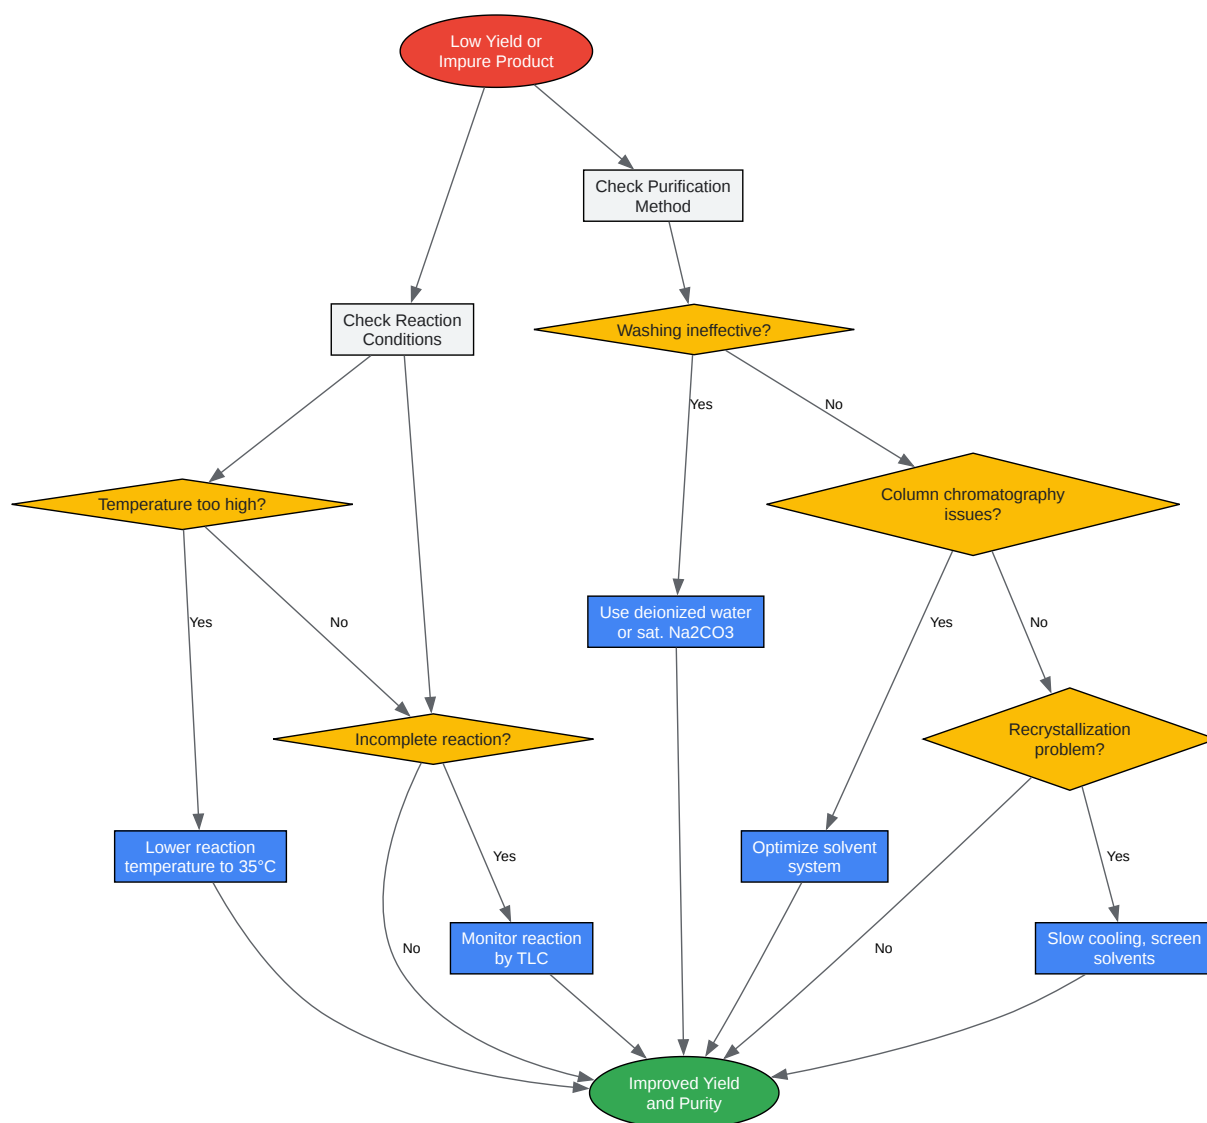 Low Yield or
Impure Product
Check Purification
Method
Check Reaction
Conditions
Washing ineffective?
Yes
No
Temperature too high?
Column chromatography
issues?
Use deionized water
or sat. Na2CO3
Yes
No
Yes
No
Incomplete reaction?
Recrystallization
problem?
Lower reaction
temperature to 35°C
Optimize solvent
system
Yes
Yes
Monitor reaction
by TLC
Slow cooling, screen
solvents
No
No
Improved Yield
and Purity